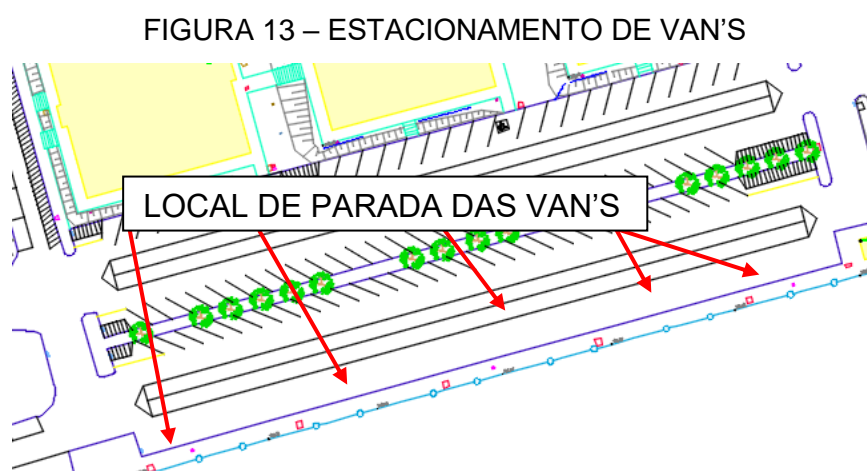 FIGURA 13 – ESTACIONAMENTO DE VAN'S
LOCAL DE PARADA DAS VAN'S